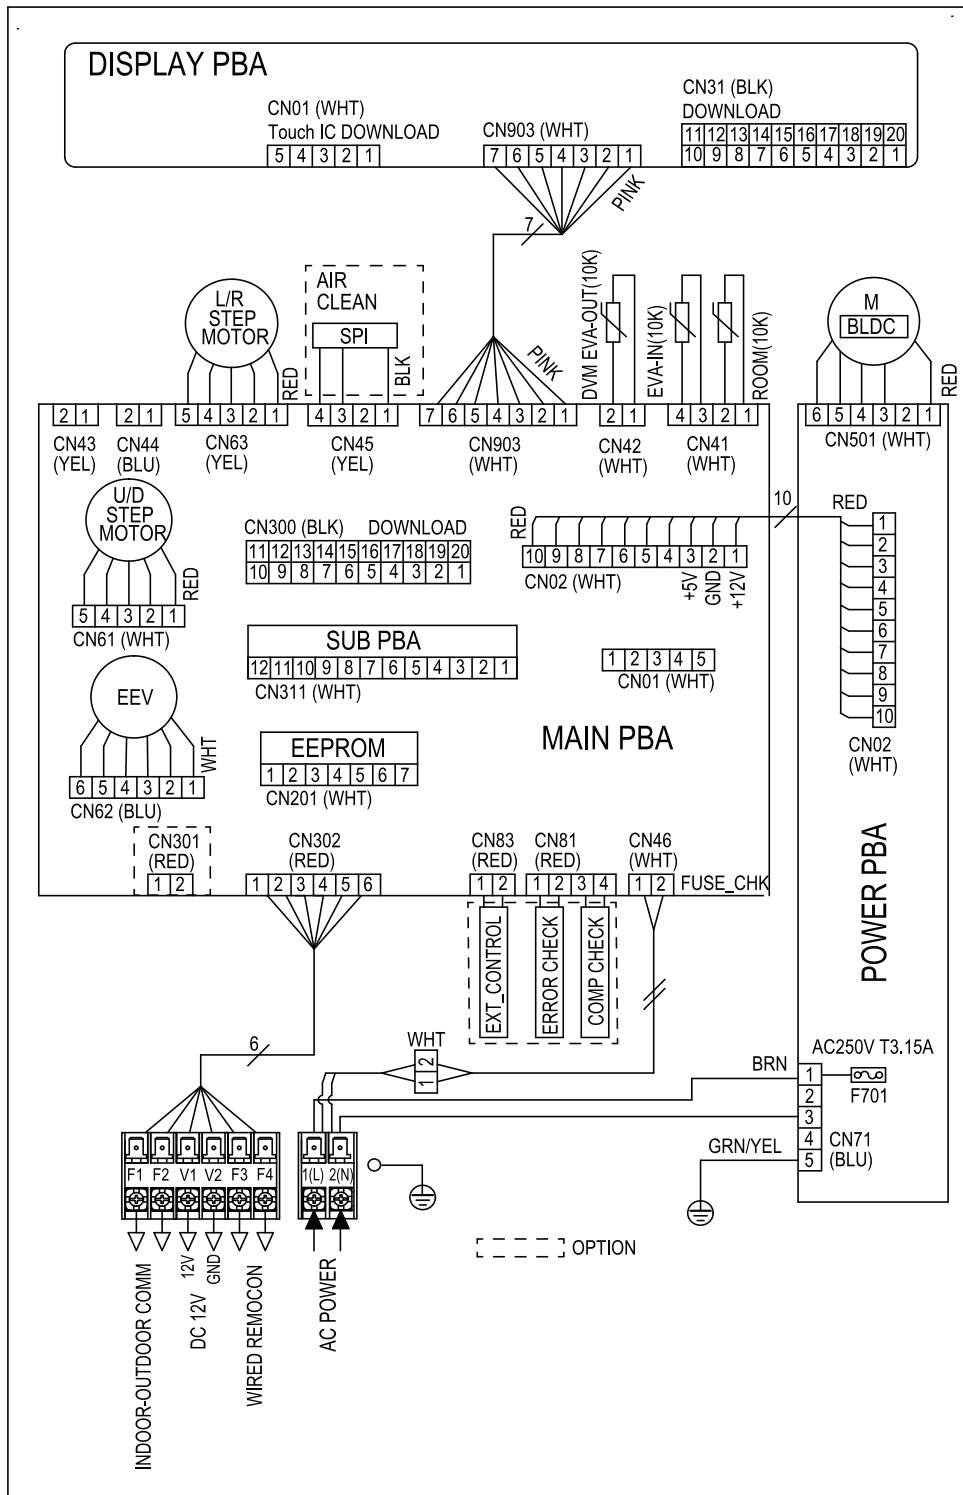 DISPLAY PBA
CN01 (WHT)
Touch IC DOWNLOAD
5 4 3 2 1
CN903 (WHT)
7 6 5 4 3 2 1
CN31 (BLK)
DOWNLOAD
11 12 13 14 15 16 17 18 19 20
10 9 8 7 6 5 4 3 2 1
PINK
7
L/R
STEP
MOTOR
RED
AIR
CLEAN
SPI
BLK
PINK
DVM EVA-OUT(10K)
EVA-IN(10K)
ROOM(10K)
M
BLDC
RED
2 1
CN43
(YEL)
2 1
CN44
(BLU)
5 4 3 2 1
CN63
(YEL)
4 3 2 1
CN45
(YEL)
7 6 5 4 3 2 1
CN903
(WHT)
2 1
CN42
(WHT)
4 3 2 1
CN41
(WHT)
6 5 4 3 2 1
CN501 (WHT)
U/D
STEP
MOTOR
RED
5 4 3 2 1
CN61 (WHT)
CN300 (BLK) DOWNLOAD
11 12 13 14 15 16 17 18 19 20
10 9 8 7 6 5 4 3 2 1
RED
10 9 8 7 6 5 4 3 2 1
CN02 (WHT)
+5V
GND
+12V
10
RED
1
2
3
4
5
6
7
8
9
10
CN02
(WHT)
SUB PBA
12 11 10 9 8 7 6 5 4 3 2 1
CN311 (WHT)
1 2 3 4 5
CN01 (WHT)
EEV
WHT
6 5 4 3 2 1
CN62 (BLU)
EEPROM
1 2 3 4 5 6 7
CN201 (WHT)
MAIN PBA
POWER PBA
CN301
(RED)
1 2
CN302
(RED)
1 2 3 4 5 6
CN83
(RED)
1 2
CN81
(RED)
1 2 3 4
CN46
(WHT)
1 2
FUSE_CHK
EXT_CONTROL
ERROR CHECK
COMP CHECK
6
WHT
1 2
BRN
GRN/YEL
AC250V T3.15A
F701
1
2
3
4
5
CN71
(BLU)
F1 F2 V1 V2 F3 F4
1(L) 2(N)
INDOOR-OUTDOOR COMM
12V
GND
DC 12V
WIRED REMOCON
AC POWER
OPTION